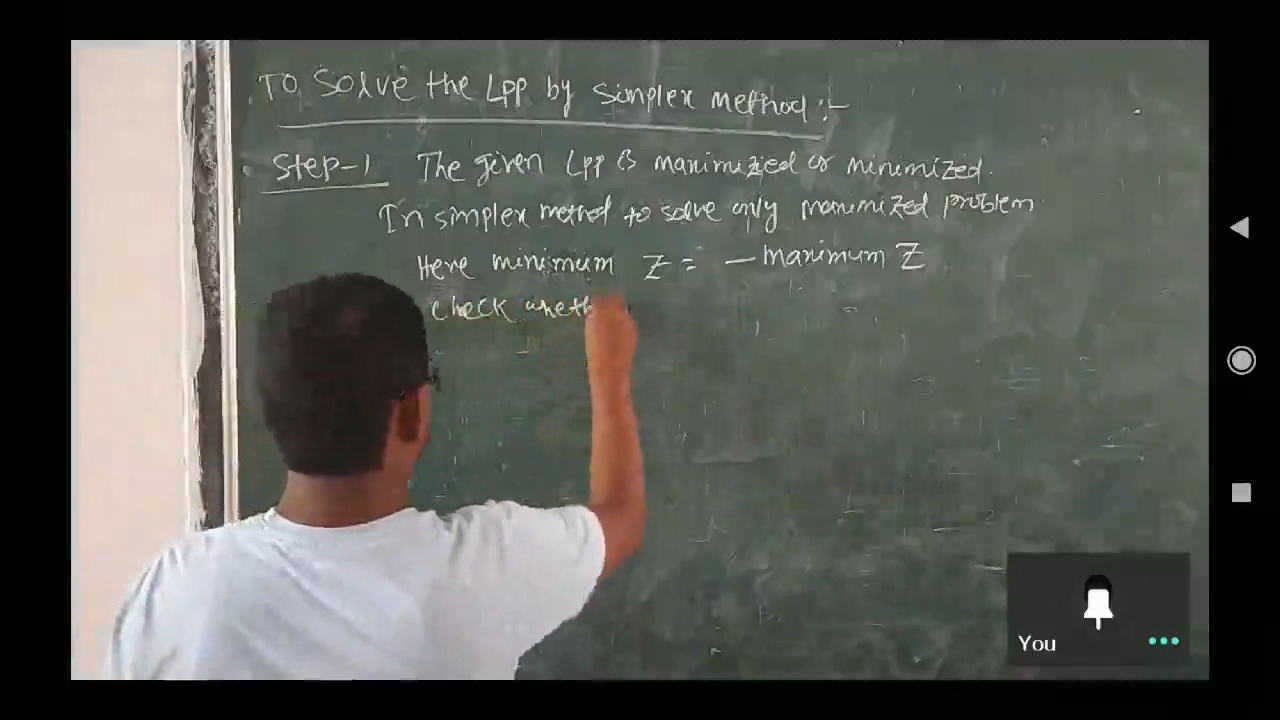 To Solve the Lpp by Simplex Method :-
Step-1 The given Lpp is maximized or minimized.
In simplex method to solve only maximized problem
Here minimum Z = - Maximum Z
check wheth
You